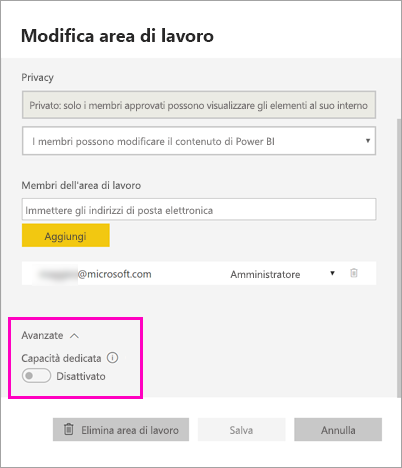 Modifica area di lavoro
Privacy
Privato: solo i membri approvati possono visualizzare gli elementi al suo interno
I membri possono modificare il contenuto di Power BI
Membri dell'area di lavoro
Immettere gli indirizzi di posta elettronica
Aggiungi
@microsoft.com Amministratore
Avanzate
Capacità dedicata
Disattivato
Elimina area di lavoro Salva Annulla